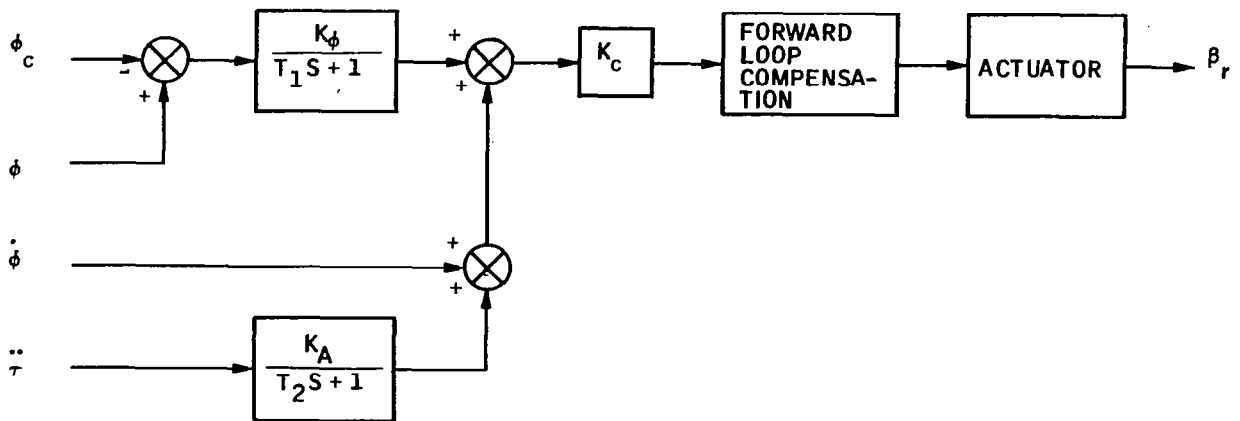 ϕc
-
+
ϕ
Kϕ
T1S + 1
+
+
Kc
FORWARD
LOOP
COMPENSA-
TION
ACTUATOR
βr
ϕ̇
+
+
τ̈
KA
T2S + 1